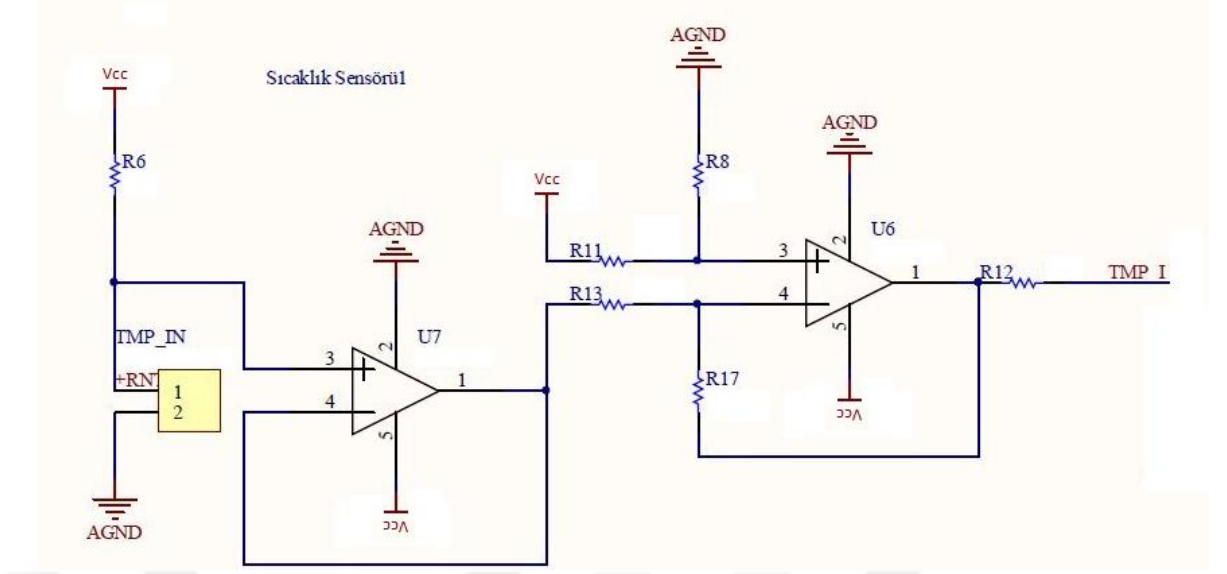 AGND
Vcc
Sıcaklık Sensörü1
R6
R8
AGND
Vcc
U6
2
AGND
R11
3
1
R12
TMP_I
R13
4
5
2
U7
TMP_IN
3
R17
+RN
1
1
2
4
Vcc
5
Vcc
AGND